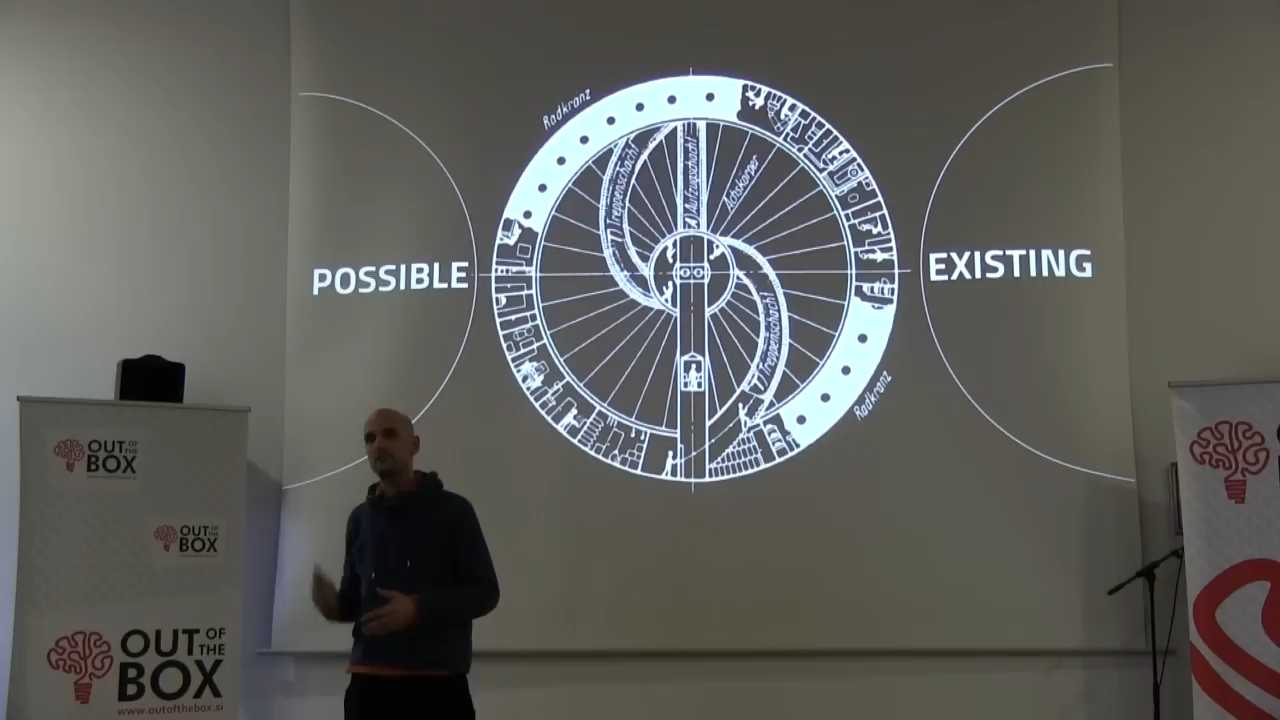 Radkranz
Treppenschacht
Aufzugschacht
Achskörper
POSSIBLE
EXISTING
Treppenschacht
Radkranz
OUT OF THE BOX
OUT OF THE BOX
OUT OF THE BOX
www.outofthebox.si